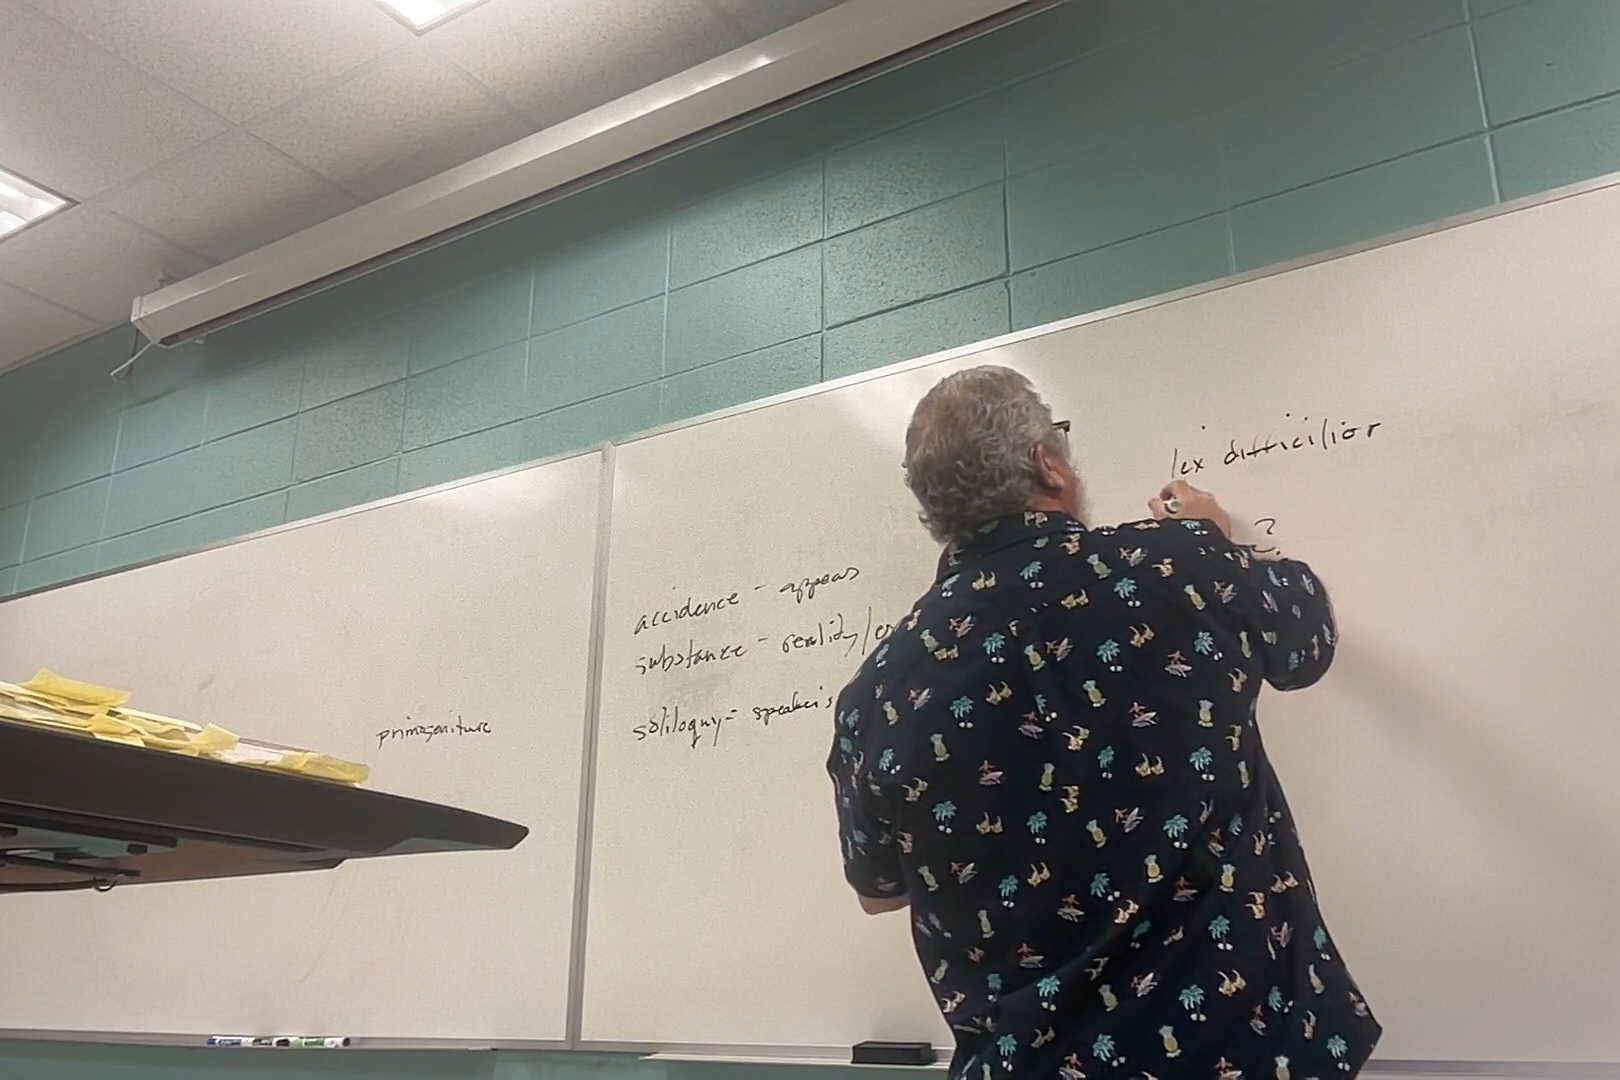 primogeniture
accidence - appears
substance - reality/
soliloquy = speaker's
lex difficilior
?